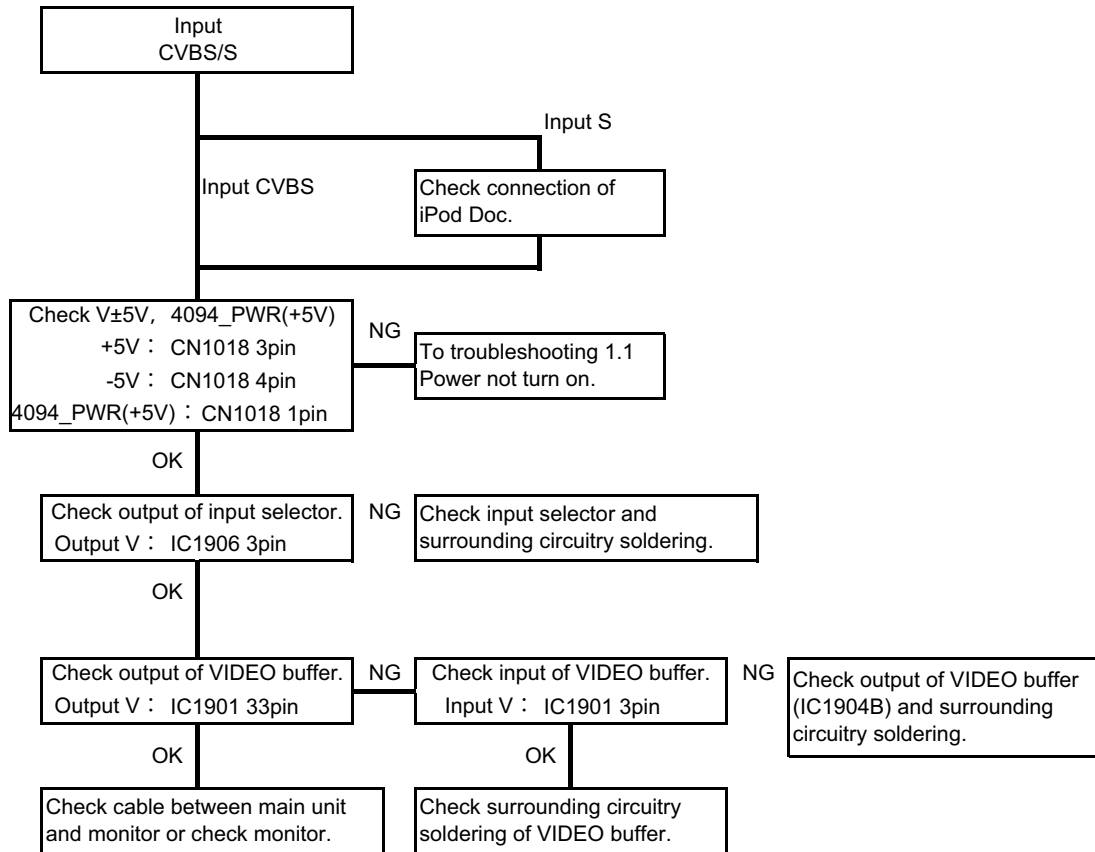 Input
CVBS/S
Input S
Input CVBS
Check connection of
iPod Doc.
Check V±5V, 4094_PWR(+5V)
+5V： CN1018 3pin
-5V： CN1018 4pin
4094_PWR(+5V)： CN1018 1pin
NG
To troubleshooting 1.1
Power not turn on.
OK
Check output of input selector.
Output V： IC1906 3pin
NG
Check input selector and
surrounding circuitry soldering.
OK
Check output of VIDEO buffer.
Output V： IC1901 33pin
NG
Check input of VIDEO buffer.
Input V： IC1901 3pin
NG
Check output of VIDEO buffer
(IC1904B) and surrounding
circuitry soldering.
OK
OK
Check cable between main unit
and monitor or check monitor.
Check surrounding circuitry
soldering of VIDEO buffer.